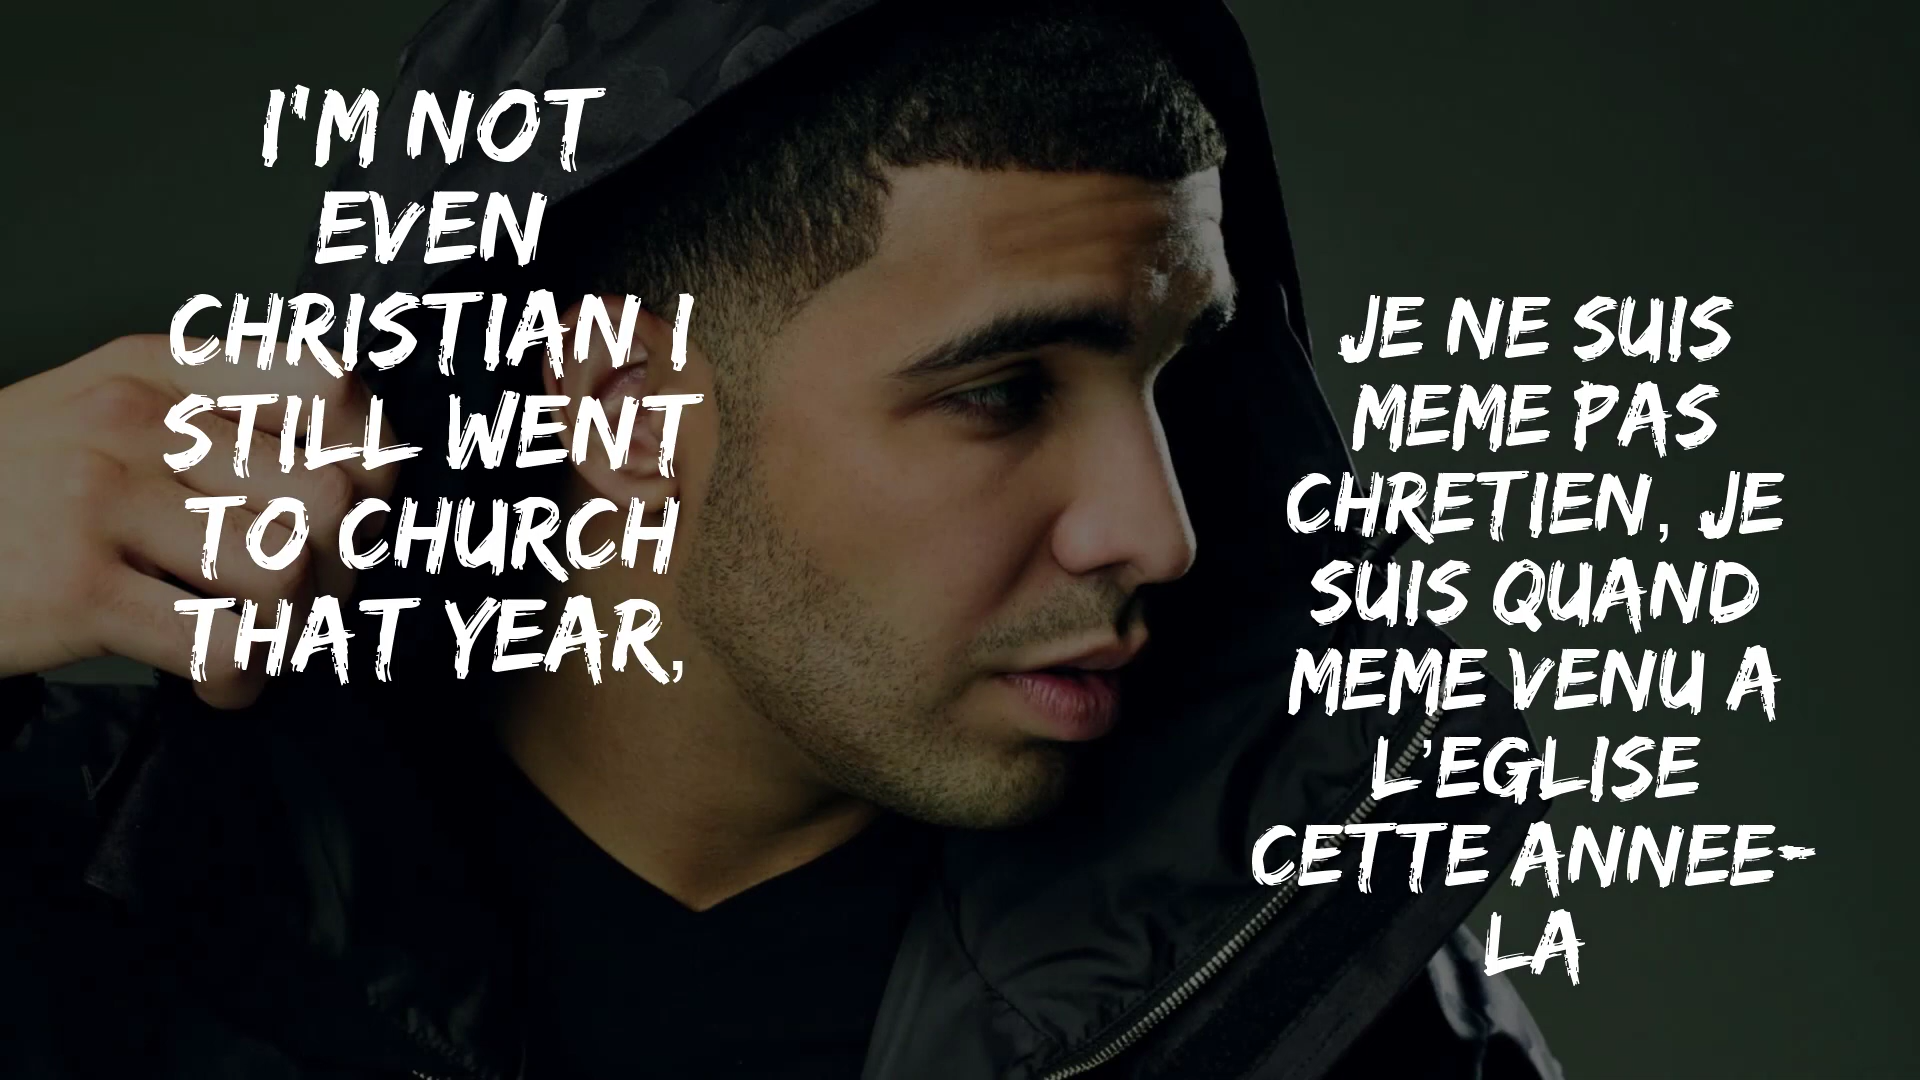 I'M NOT
EVEN
CHRISTIAN I
STILL WENT
TO CHURCH
THAT YEAR,
JE NE SUIS
MEME PAS
CHRETIEN, JE
SUIS QUAND
MEME VENU A
L'EGLISE
CETTE ANNEE-
LA